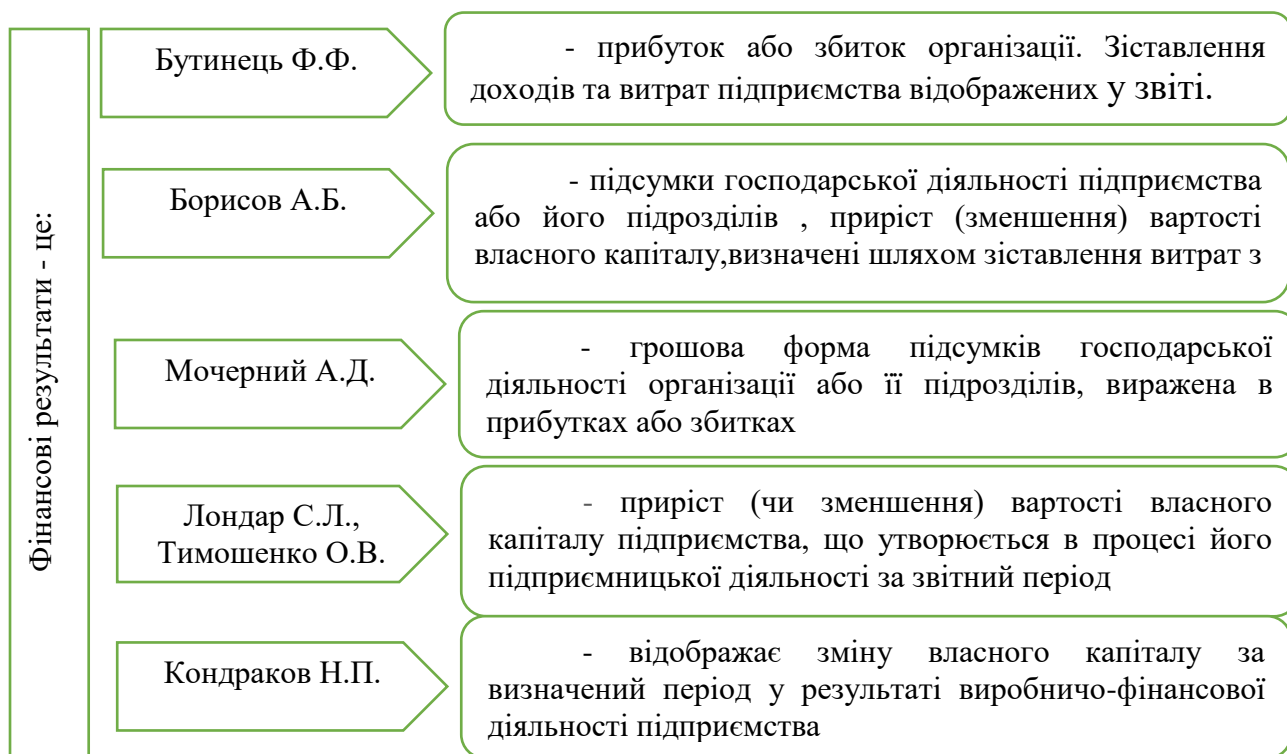 Фінансові результати - це:
Бутинець Ф.Ф.
- прибуток або збиток організації. Зіставлення
доходів та витрат підприємства відображених у звіті.
Борисов А.Б.
- підсумки господарської діяльності підприємства
або його підрозділів , приріст (зменшення) вартості
власного капіталу,визначені шляхом зіставлення витрат з
Мочерний А.Д.
- грошова форма підсумків господарської
діяльності організації або її підрозділів, виражена в
прибутках або збитках
Лондар С.Л.,
Тимошенко О.В.
- приріст (чи зменшення) вартості власного
капіталу підприємства, що утворюється в процесі його
підприємницької діяльності за звітний період
Кондраков Н.П.
- відображає зміну власного капіталу за
визначений період у результаті виробничо-фінансової
діяльності підприємства